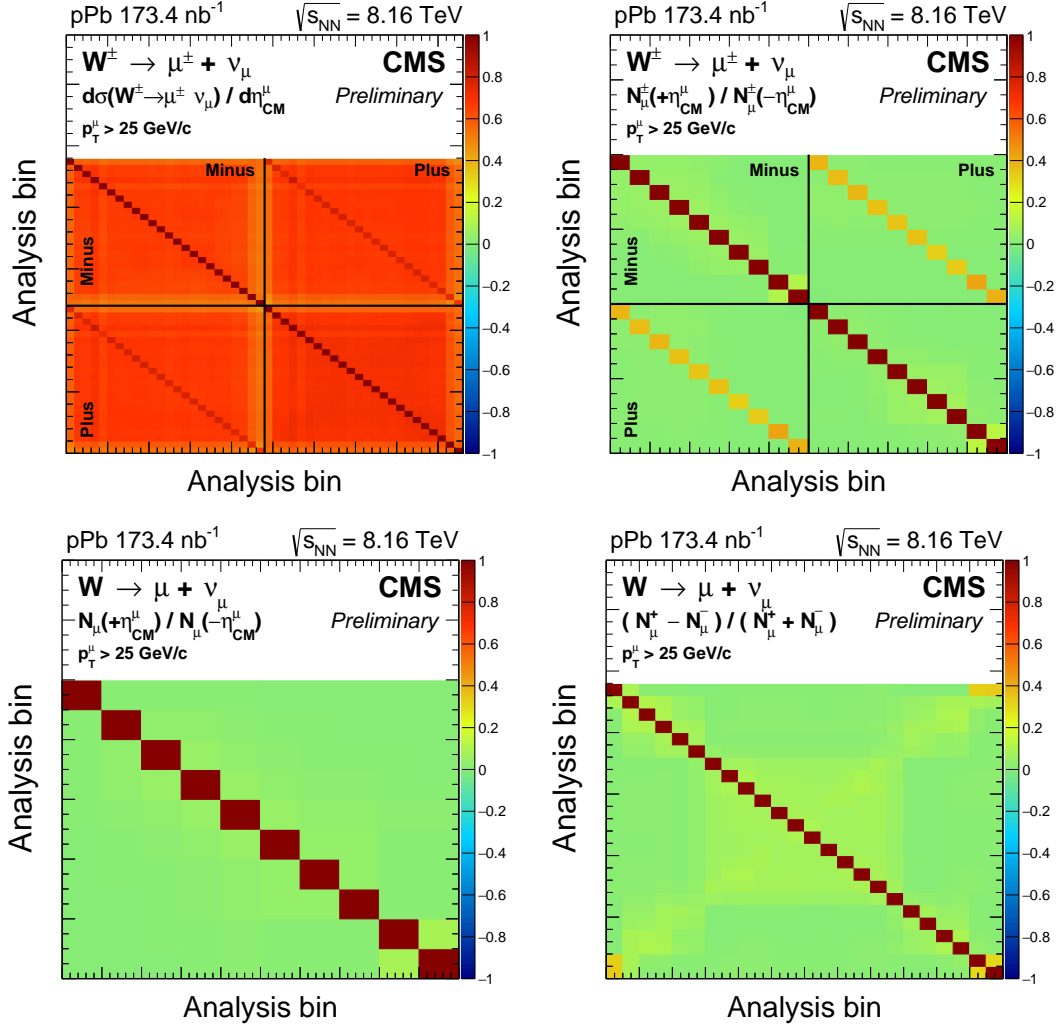 pPb 173.4 nb⁻¹ √s_NN = 8.16 TeV
W± → μ± + ν_μ CMS
dσ(W±→μ± ν_μ) / dη^μ_CM Preliminary
p^μ_T > 25 GeV/c
Minus Plus
Minus
Plus
Analysis bin
Analysis bin
1
0.8
0.6
0.4
0.2
0
−0.2
−0.4
−0.6
−0.8
−1
pPb 173.4 nb⁻¹ √s_NN = 8.16 TeV
W± → μ± + ν_μ CMS
N±_μ(+η^μ_CM) / N±_μ(-η^μ_CM) Preliminary
p^μ_T > 25 GeV/c
Minus Plus
Minus
Plus
Analysis bin
Analysis bin
1
0.8
0.6
0.4
0.2
0
−0.2
−0.4
−0.6
−0.8
−1
pPb 173.4 nb⁻¹ √s_NN = 8.16 TeV
W → μ + ν_μ CMS
N_μ(+η^μ_CM) / N_μ(-η^μ_CM) Preliminary
p^μ_T > 25 GeV/c
Analysis bin
Analysis bin
1
0.8
0.6
0.4
0.2
0
−0.2
−0.4
−0.6
−0.8
−1
pPb 173.4 nb⁻¹ √s_NN = 8.16 TeV
W → μ + ν_μ CMS
( N⁺_μ − N⁻_μ ) / ( N⁺_μ + N⁻_μ ) Preliminary
p^μ_T > 25 GeV/c
Analysis bin
Analysis bin
1
0.8
0.6
0.4
0.2
0
−0.2
−0.4
−0.6
−0.8
−1